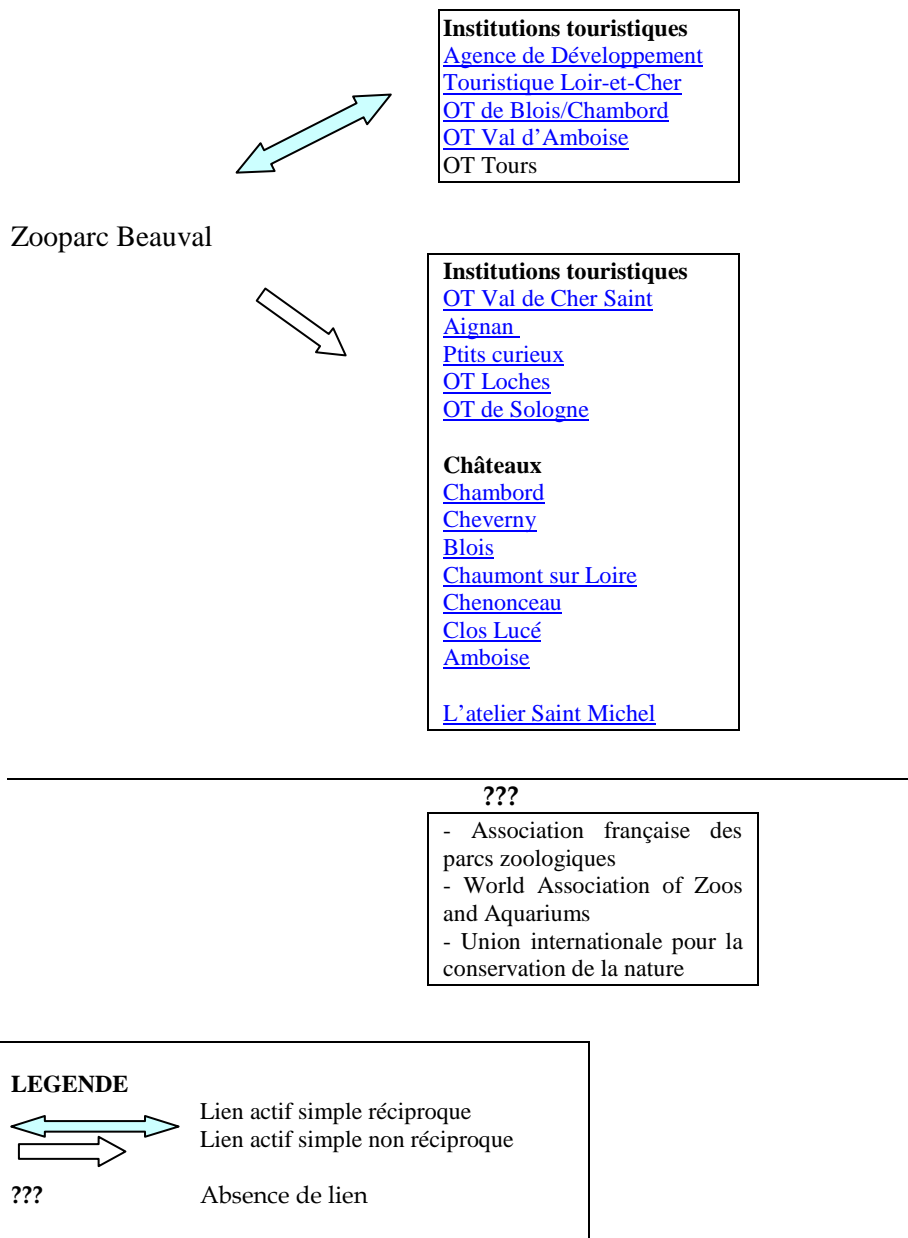 Institutions touristiques
Agence de Développement
Touristique Loir-et-Cher
OT de Blois/Chambord
OT Val d’Amboise
OT Tours
Zooparc Beauval
Institutions touristiques
OT Val de Cher Saint
Aignan
Ptits curieux
OT Loches
OT de Sologne
Châteaux
Chambord
Cheverny
Blois
Chaumont sur Loire
Chenonceau
Clos Lucé
Amboise
L’atelier Saint Michel
???
- Association française des
parcs zoologiques
- World Association of Zoos
and Aquariums
- Union internationale pour la
conservation de la nature
LEGENDE
Lien actif simple réciproque
Lien actif simple non réciproque
??? Absence de lien